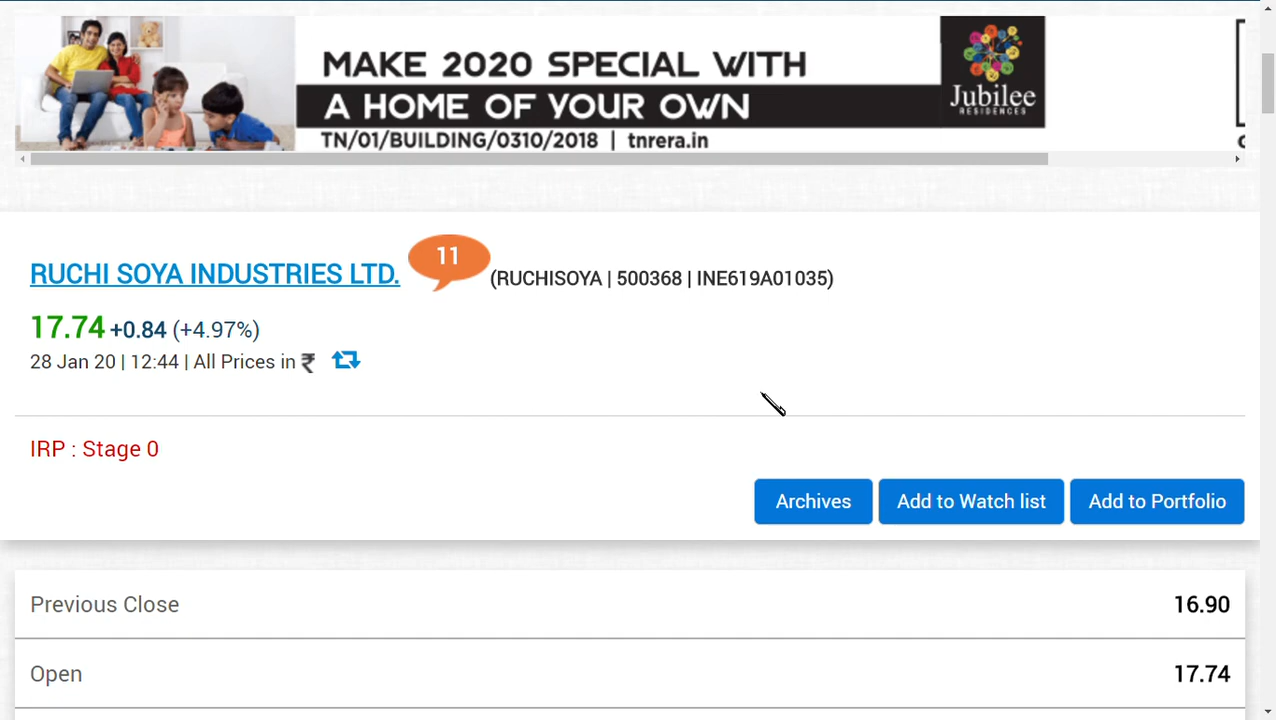 MAKE 2020 SPECIAL WITH
A HOME OF YOUR OWN
TN/01/BUILDING/0310/2018 | tnrera.in
Jubilee
RESIDENCES
RUCHI SOYA INDUSTRIES LTD. 11 (RUCHISOYA | 500368 | INE619A01035)
17.74 +0.84 (+4.97%)
28 Jan 20 | 12:44 | All Prices in ₹
IRP : Stage 0
Archives Add to Watch list Add to Portfolio
Previous Close 16.90
Open 17.74